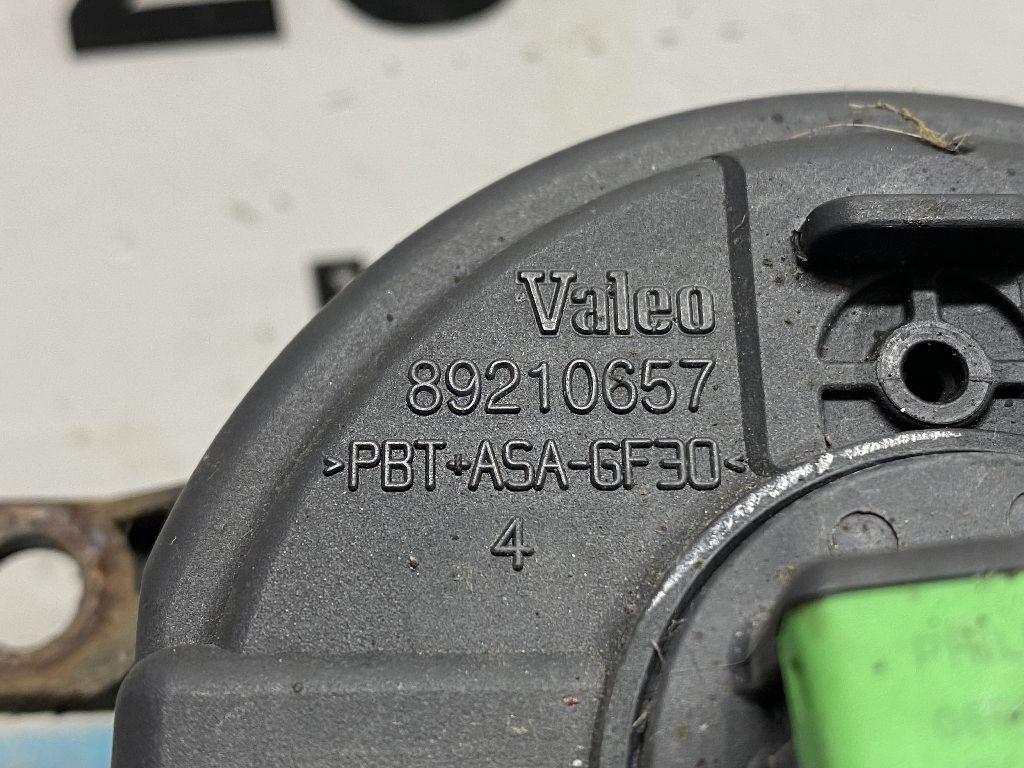 Valeo
89210657
>PBT+ASA-GF30<
4